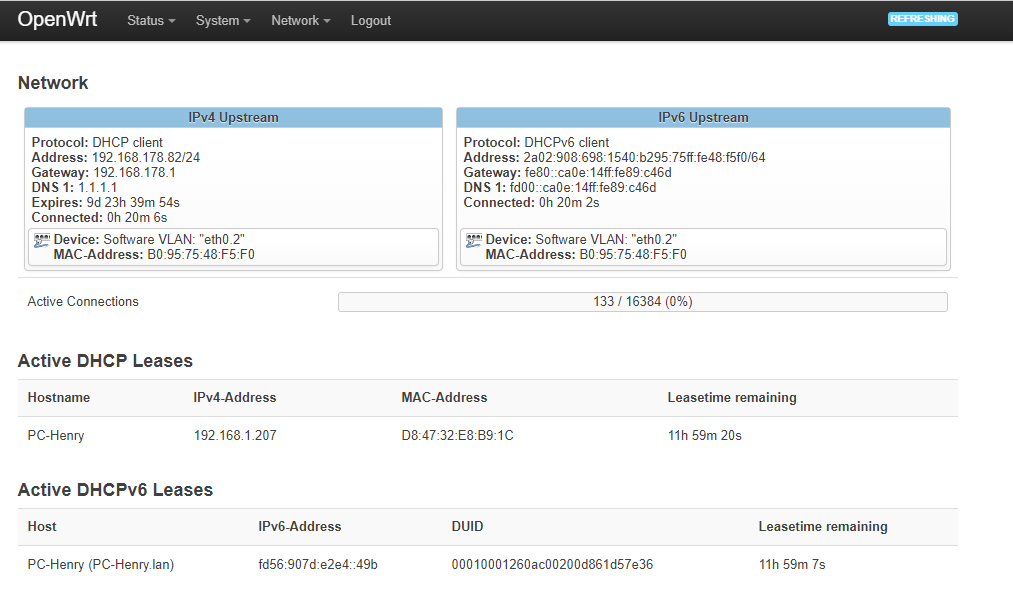 OpenWrt Status System Network Logout REFRESHING
Network
IPv4 Upstream
Protocol: DHCP client
Address: 192.168.178.82/24
Gateway: 192.168.178.1
DNS 1: 1.1.1.1
Expires: 9d 23h 39m 54s
Connected: 0h 20m 6s
Device: Software VLAN: "eth0.2"
MAC-Address: B0:95:75:48:F5:F0
IPv6 Upstream
Protocol: DHCPv6 client
Address: 2a02:908:698:1540:b295:75ff:fe48:f5f0/64
Gateway: fe80::ca0e:14ff:fe89:c46d
DNS 1: fd00::ca0e:14ff:fe89:c46d
Connected: 0h 20m 2s
Device: Software VLAN: "eth0.2"
MAC-Address: B0:95:75:48:F5:F0
Active Connections 133 / 16384 (0%)
Active DHCP Leases
Hostname IPv4-Address MAC-Address Leasetime remaining
PC-Henry 192.168.1.207 D8:47:32:E8:B9:1C 11h 59m 20s
Active DHCPv6 Leases
Host IPv6-Address DUID Leasetime remaining
PC-Henry (PC-Henry.lan) fd56:907d:e2e4::49b 00010001260ac00200d861d57e36 11h 59m 7s